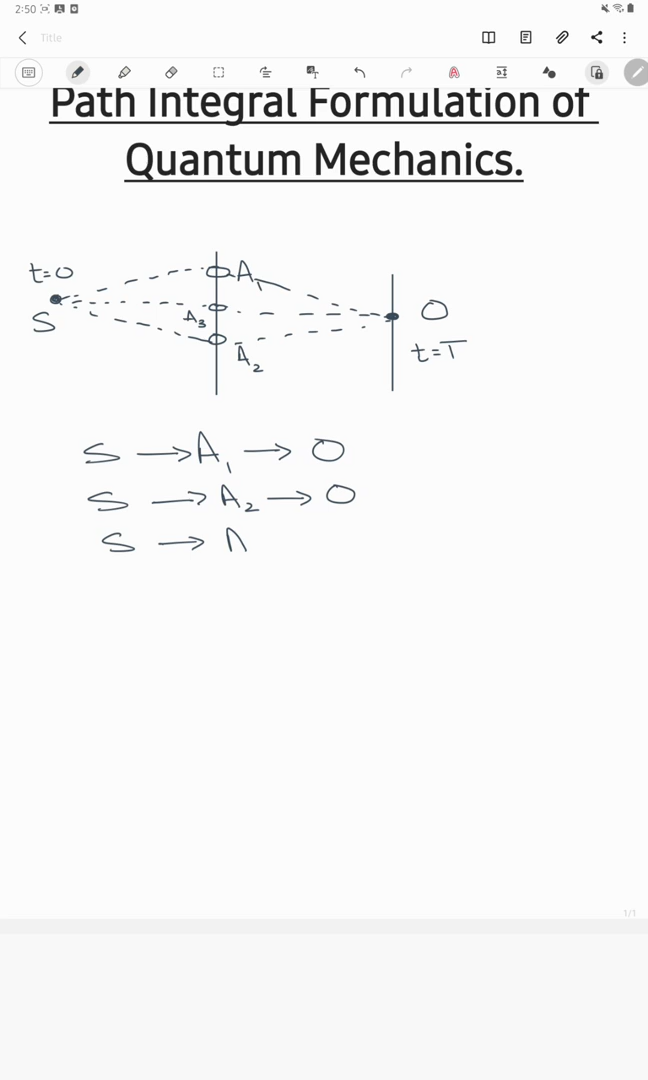 2:50
Title
Path Integral Formulation of
Quantum Mechanics.
t=0
A₁
S
A₃
O
A₂
t=T
S → A₁ → O
S → A₂ → O
S → Λ
1/1